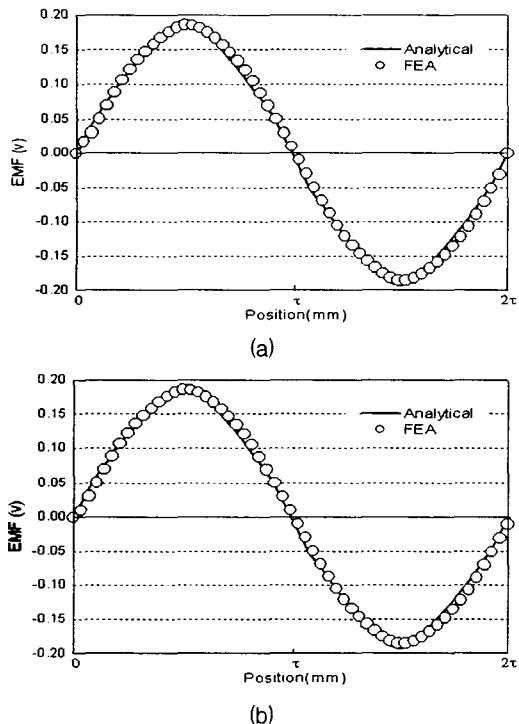 0.20
0.15
0.10
0.05
0.00
-0.05
-0.10
-0.15
-0.20
EMF (v)
Analytical
FEA
0 τ 2τ
Position(mm)
(a)
0.20
0.15
0.10
0.05
0.00
-0.05
-0.10
-0.15
-0.20
EMF (v)
Analytical
FEA
0 τ 2τ
Position(mm)
(b)